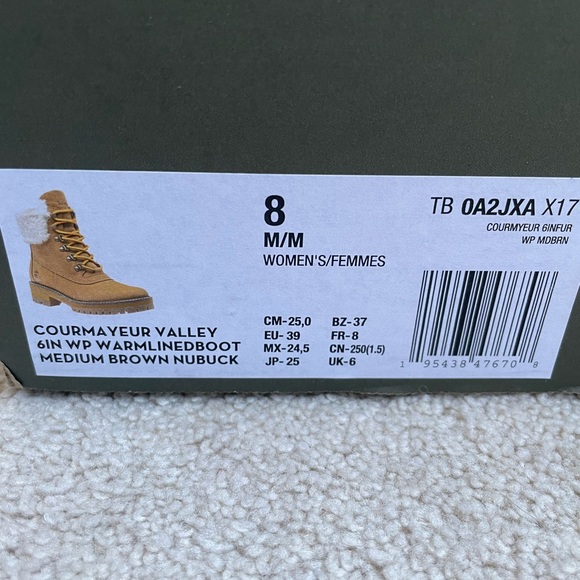 8
M/M
WOMEN'S/FEMMES
TB 0A2JXA X17
COURMYEUR 6INFUR
WP MDBRN
COURMAYEUR VALLEY
6IN WP WARMLINEDBOOT
MEDIUM BROWN NUBUCK
CM-25,0 BZ-37
EU-39 FR-8
MX-24,5 CN-250(1.5)
JP-25 UK-6
1 95438 47670 8